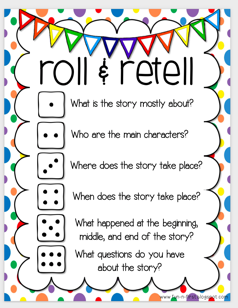 roll & retell
What is the story mostly about?
Who are the main characters?
Where does the story take place?
When does the story take place?
What happened at the beginning,
middle, and end of the story?
What questions do you have
about the story?